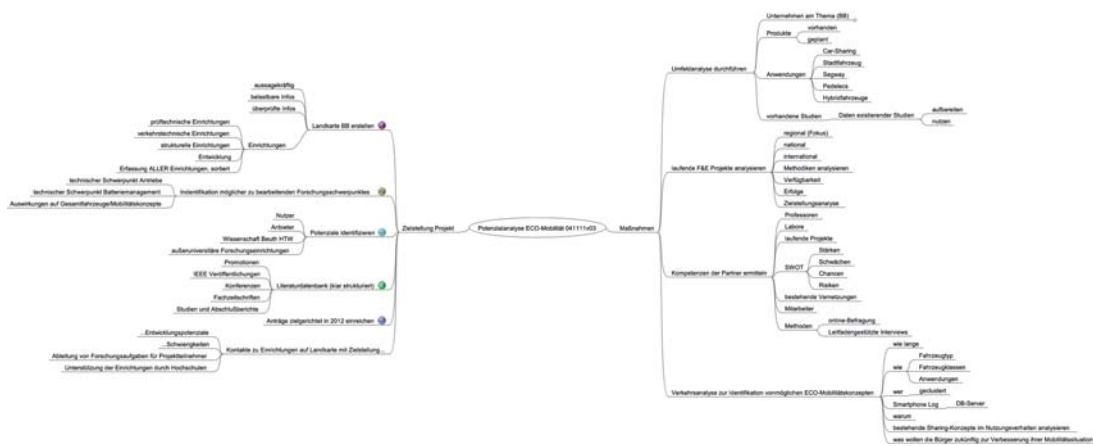 aussagekräftig
belastbare Infos
überprüfte Infos
Landkarte BB erstellen
prüftechnische Einrichtungen
verkehrstechnische Einrichtungen
strukturelle Einrichtungen
Einrichtungen
Entwicklung
Erfassung ALLER Einrichtungen, sortiert
technischer Schwerpunkt Antriebe
technischer Schwerpunkt Batteriemanagement
Indentifikation möglicher zu bearbeitenden Forschungsschwerpunktes
Auswirkungen auf Gesamtfahrzeuge/Mobilitätskonzepte
Nutzer
Anbieter
Potenziale identifizieren
Wissenschaft Beuth HTW
außeruniversitäre Forschungseinrichtungen
Promotionen
IEEE Veröffentlichungen
Konferenzen
Literaturdatenbank (klar strukturiert)
Fachzeitschriften
Studien und Abschlußberichte
Anträge zielgerichtet in 2012 einreichen
...Entwicklungspotenziale
...Schwierigkeiten
Kontakte zu Einrichtungen auf Landkarte mit Zielstellung...
Ableitung von Forschungsaufgaben für Projektteilnehmer
Unterstützung der Einrichtungen durch Hochschulen
Zielstellung Projekt
Potenzialanalyse ECO-Mobilität 041111v03
Maßnahmen
Umfeldanalyse durchführen
Unternehmen am Thema (BB)
Produkte
vorhanden
geplant
Anwendungen
Car-Sharing
Stadtfahrzeug
Segway
Pedelecs
Hybridfahrzeuge
vorhandene Studien
Daten existierender Studien
aufbereiten
nutzen
laufende F&E Projekte analysieren
regional (Fokus)
national
international
Methodiken analysieren
Verfügbarkeit
Erfolge
Zielstellungsanalyse
Kompetenzen der Partner ermitteln
Professoren
Labore
laufende Projekte
SWOT
Stärken
Schwächen
Chancen
Risiken
bestehende Vernetzungen
Mitarbeiter
Methoden
online-Befragung
Leitfadengestützte Interviews
Verkehrsanalyse zur Identifikation vonmöglichen ECO-Mobilitätskonzepten
wie lange
wie
Fahrzeugtyp
Fahrzeugklassen
Anwendungen
wer
geclustert
Smartphone Log
DB-Server
warum
bestehende Sharing-Konzepte im Nutzungsverhalten analysieren
was wollen die Bürger zukünftig zur Verbesserung ihrer Mobilitätssituation